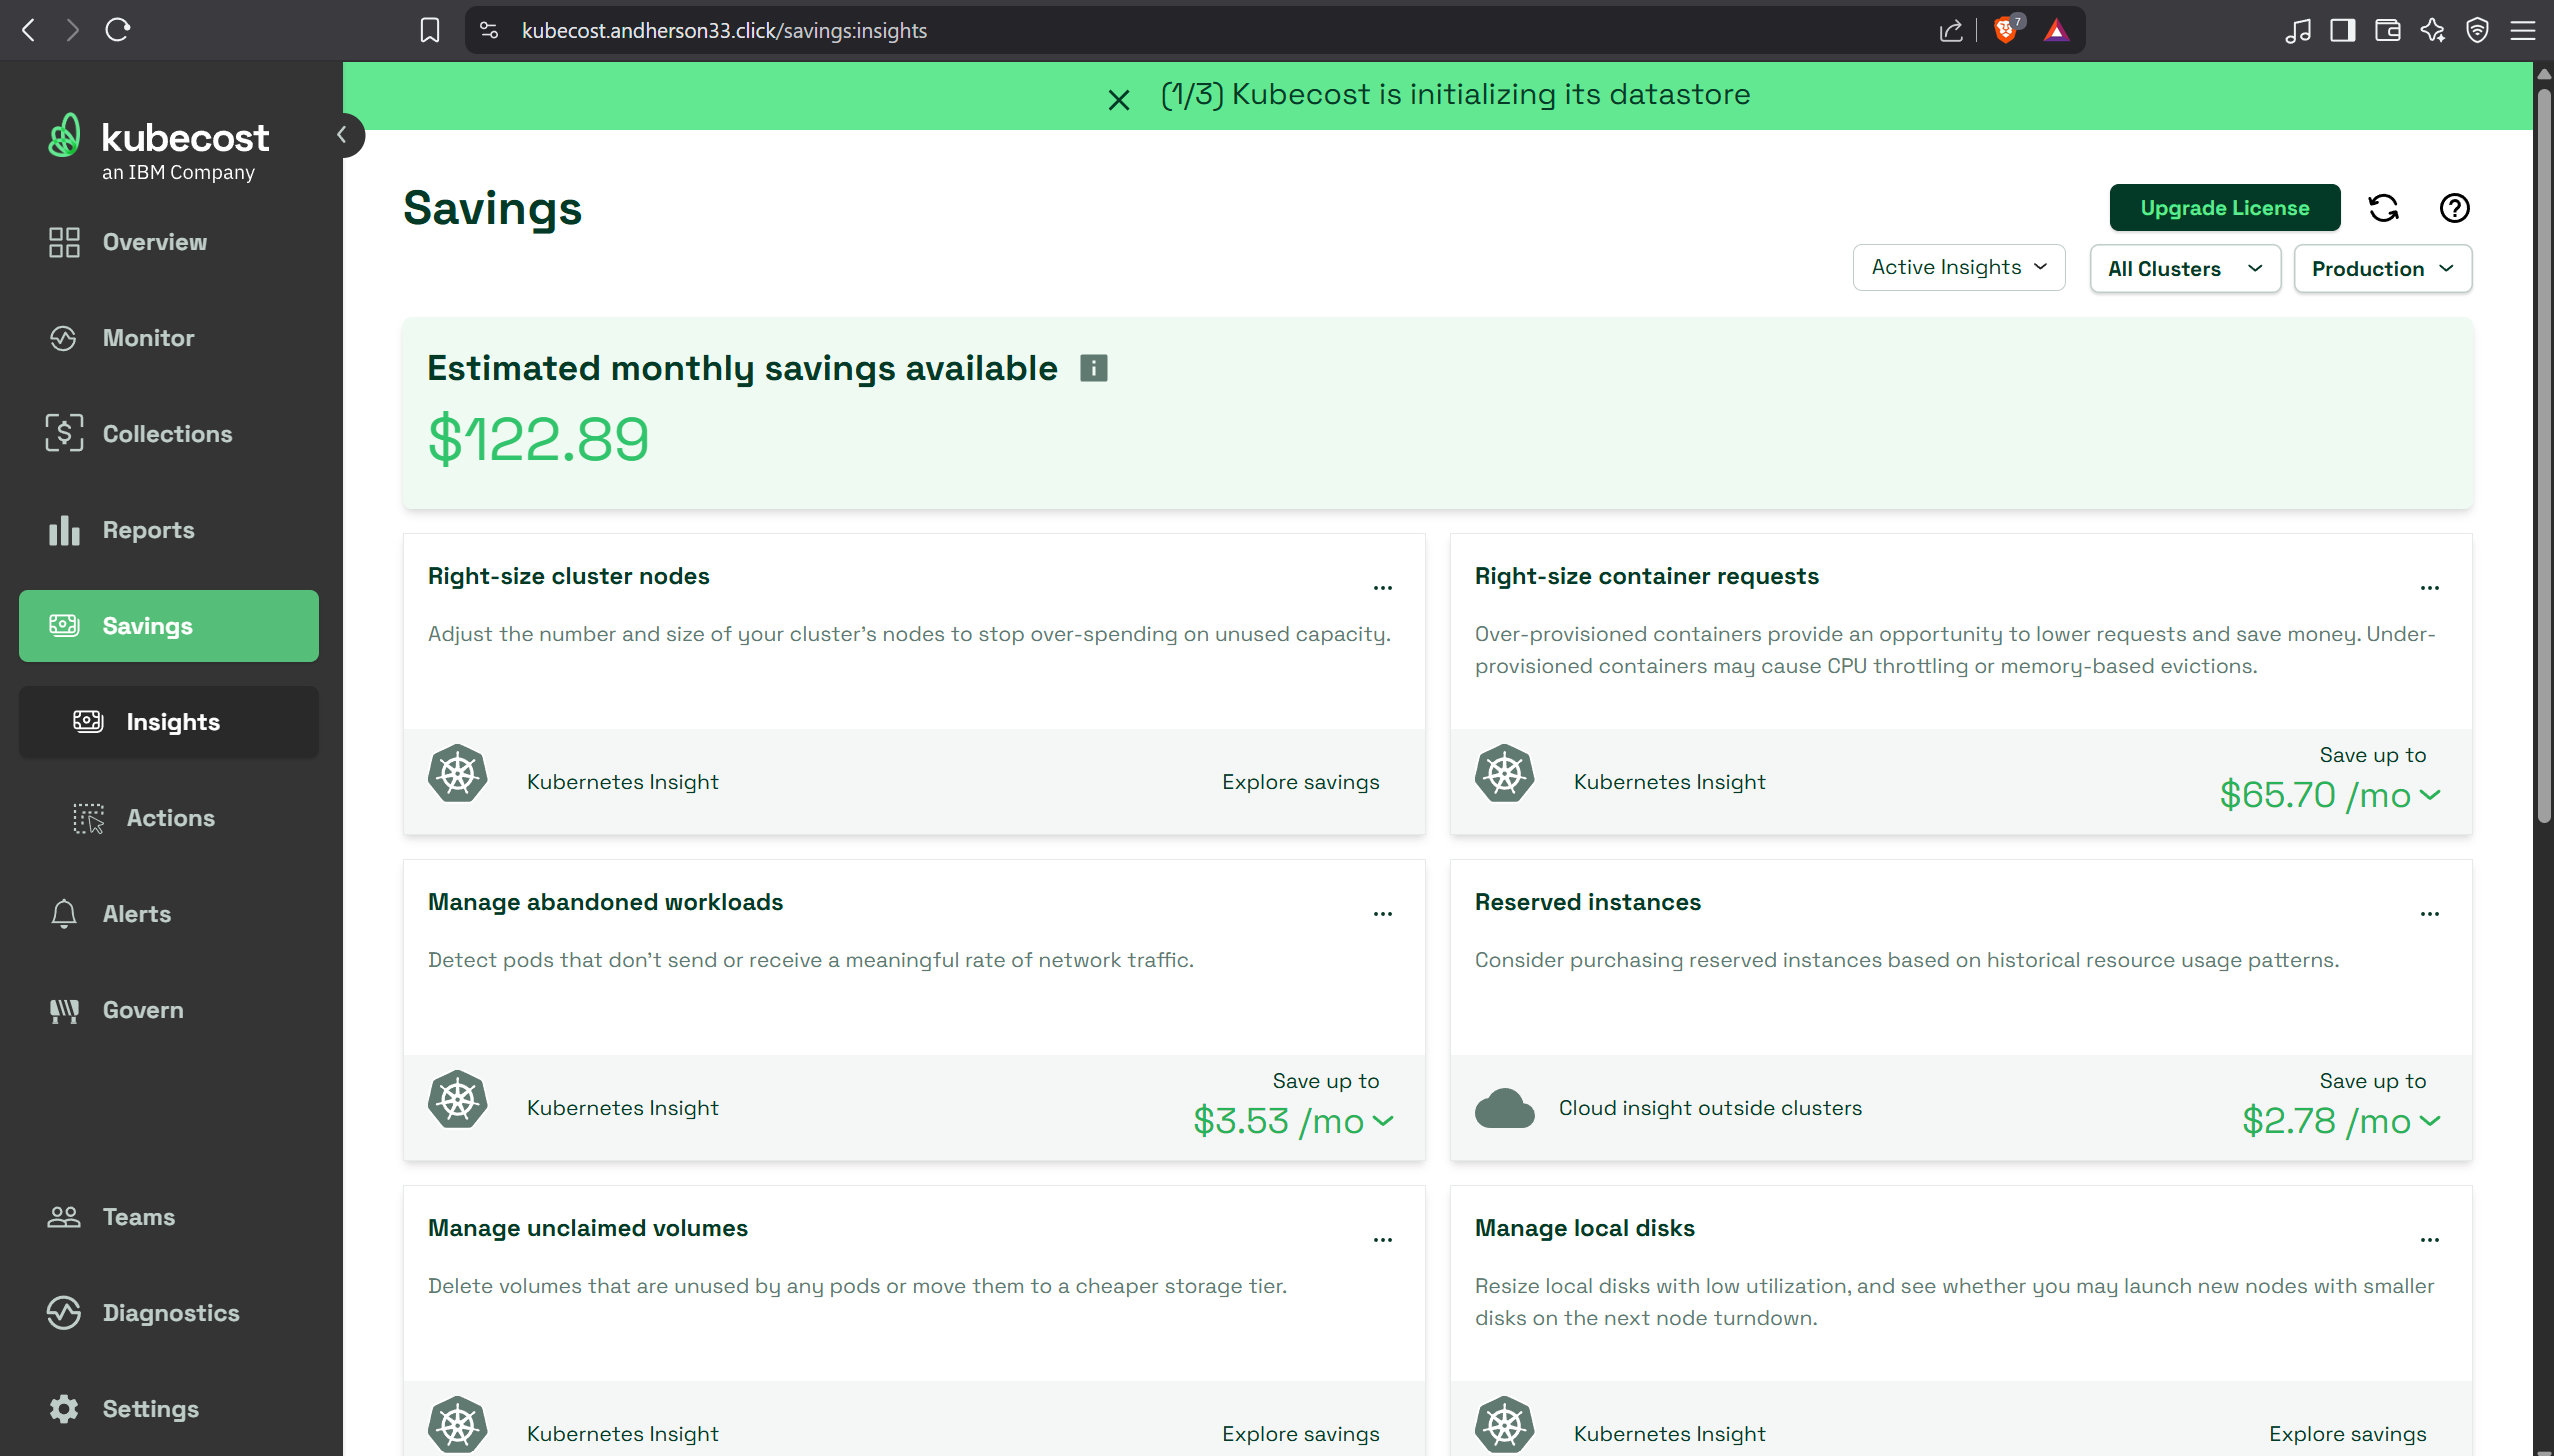 kubecost.andherson33.click/savings:insights
7
kubecost
an IBM Company
Overview
Monitor
Collections
Reports
Savings
Insights
Actions
Alerts
Govern
Teams
Diagnostics
Settings
(1/3) Kubecost is initializing its datastore
Savings
Upgrade License
Active Insights
All Clusters
Production
Estimated monthly savings available
$122.89
Right-size cluster nodes
Adjust the number and size of your cluster's nodes to stop over-spending on unused capacity.
Kubernetes Insight
Explore savings
Right-size container requests
Over-provisioned containers provide an opportunity to lower requests and save money. Under-
provisioned containers may cause CPU throttling or memory-based evictions.
Kubernetes Insight
Save up to
$65.70 /mo
Manage abandoned workloads
Detect pods that don't send or receive a meaningful rate of network traffic.
Kubernetes Insight
Save up to
$3.53 /mo
Reserved instances
Consider purchasing reserved instances based on historical resource usage patterns.
Cloud insight outside clusters
Save up to
$2.78 /mo
Manage unclaimed volumes
Delete volumes that are unused by any pods or move them to a cheaper storage tier.
Kubernetes Insight
Explore savings
Manage local disks
Resize local disks with low utilization, and see whether you may launch new nodes with smaller
disks on the next node turndown.
Kubernetes Insight
Explore savings